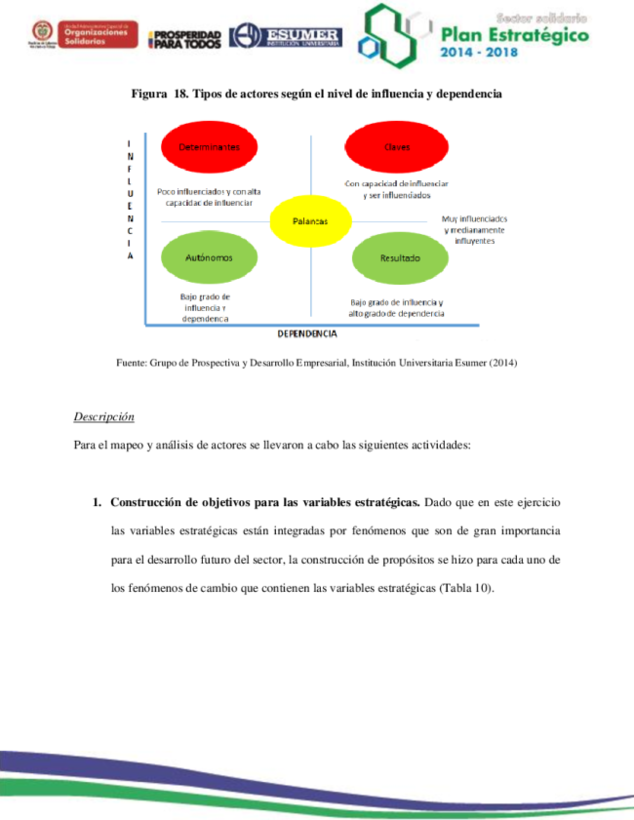 Unidad Administrativa Especial de
Organizaciones
Solidarias
PROSPERIDAD
PARA TODOS
ESUMER
INSTITUCIÓN UNIVERSITARIA
Sector solidario
Plan Estratégico
2014 - 2018
Figura 18. Tipos de actores según el nivel de influencia y dependencia
INFLUENCIA
Determinantes
Claves
Poco influenciados y con alta
capacidad de influenciar
Con capacidad de influenciar
y ser influenciados
Palancas
Muy influenciados
y medianamente
influyentes
Autónomos
Resultado
Bajo grado de
influencia y
dependencia
Bajo grado de influencia y
alto grado de dependencia
DEPENDENCIA
Fuente: Grupo de Prospectiva y Desarrollo Empresarial, Institución Universitaria Esumer (2014)
Descripción
Para el mapeo y análisis de actores se llevaron a cabo las siguientes actividades:
1. Construcción de objetivos para las variables estratégicas. Dado que en este ejercicio
las variables estratégicas están integradas por fenómenos que son de gran importancia
para el desarrollo futuro del sector, la construcción de propósitos se hizo para cada uno de
los fenómenos de cambio que contienen las variables estratégicas (Tabla 10).